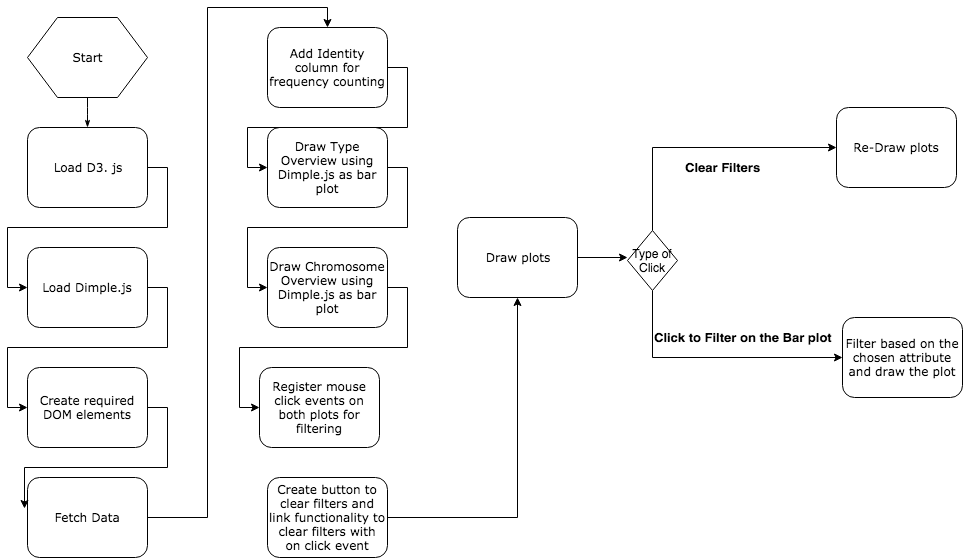 Start
Load D3. js
Load Dimple.js
Create required
DOM elements
Fetch Data
Add Identity
column for
frequency counting
Draw Type
Overview using
Dimple.js as bar
plot
Draw Chromosome
Overview using
Dimple.js as bar
plot
Register mouse
click events on
both plots for
filtering
Create button to
clear filters and
link functionality to
clear filters with
on click event
Draw plots
Type of
Click
Clear Filters
Re-Draw plots
Click to Filter on the Bar plot
Filter based on the
chosen attribute
and draw the plot